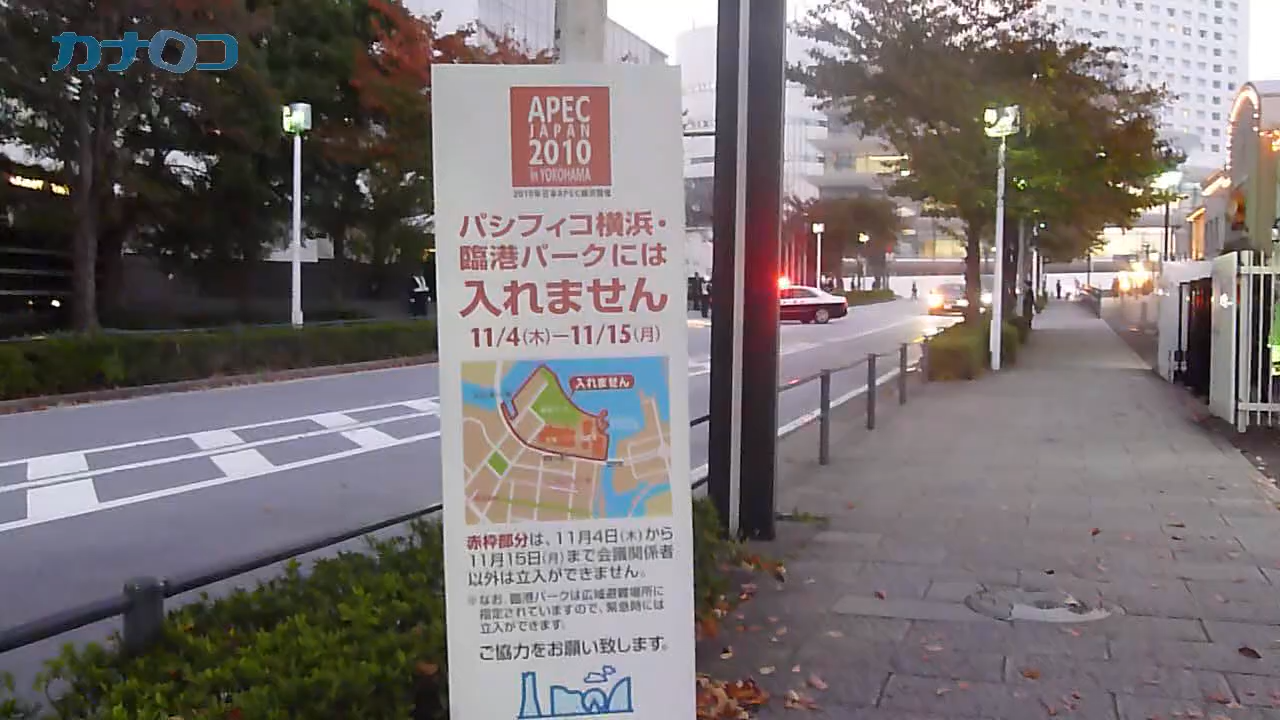 カナロコ
APEC
JAPAN
2010
in YOKOHAMA
2010年日本APEC横浜開催
パシフィコ横浜・
臨港パークには
入れません
11/4(木)ー11/15(月)
入れません
赤枠部分は、11月4日(木)から
11月15日(月)まで会議関係者
以外は立入ができません。
※なお、臨港パークは広域避難場所に
指定されていますので、緊急時には
立入ができます。
ご協力をお願い致します。